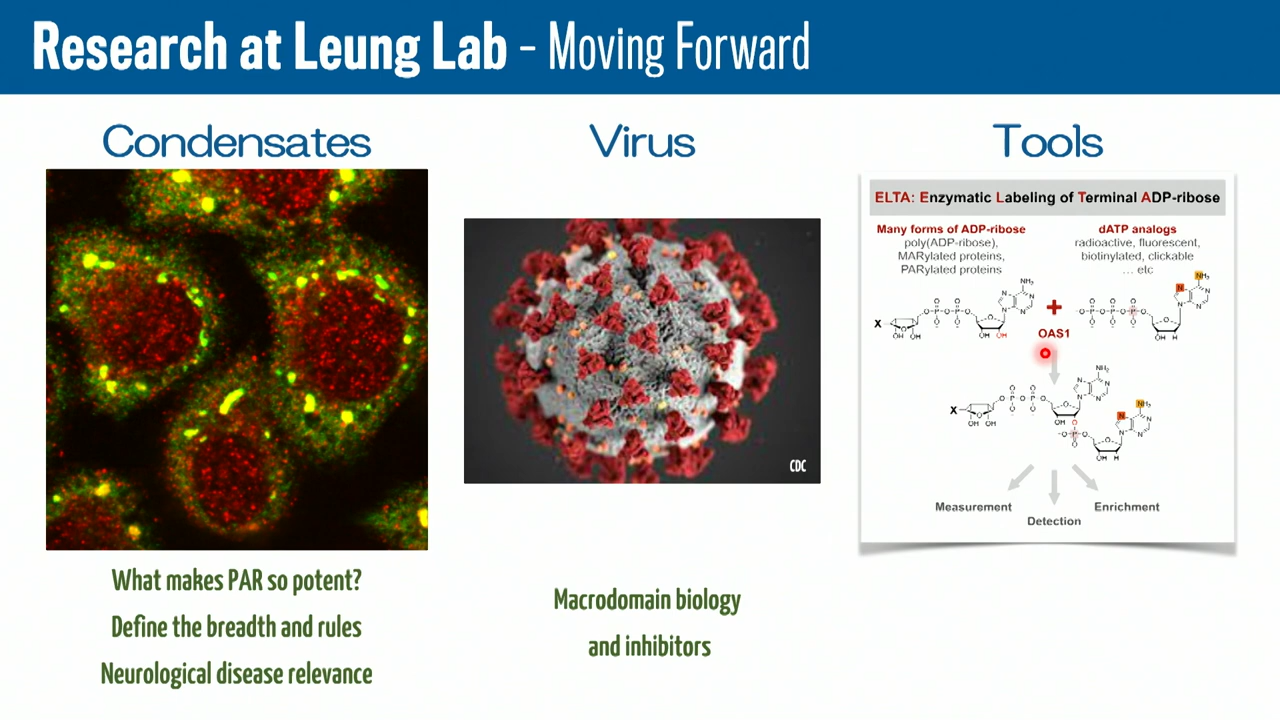 Research at Leung Lab - Moving Forward
Condensates
What makes PAR so potent?
Define the breadth and rules
Neurological disease relevance
Virus
CDC
Macrodomain biology
and inhibitors
Tools
ELTA: Enzymatic Labeling of Terminal ADP-ribose
Many forms of ADP-ribose
poly(ADP-ribose),
MARylated proteins,
PARylated proteins
dATP analogs
radioactive, fluorescent,
biotinylated, clickable
... etc
X
+
OAS1
X
Measurement
Detection
Enrichment